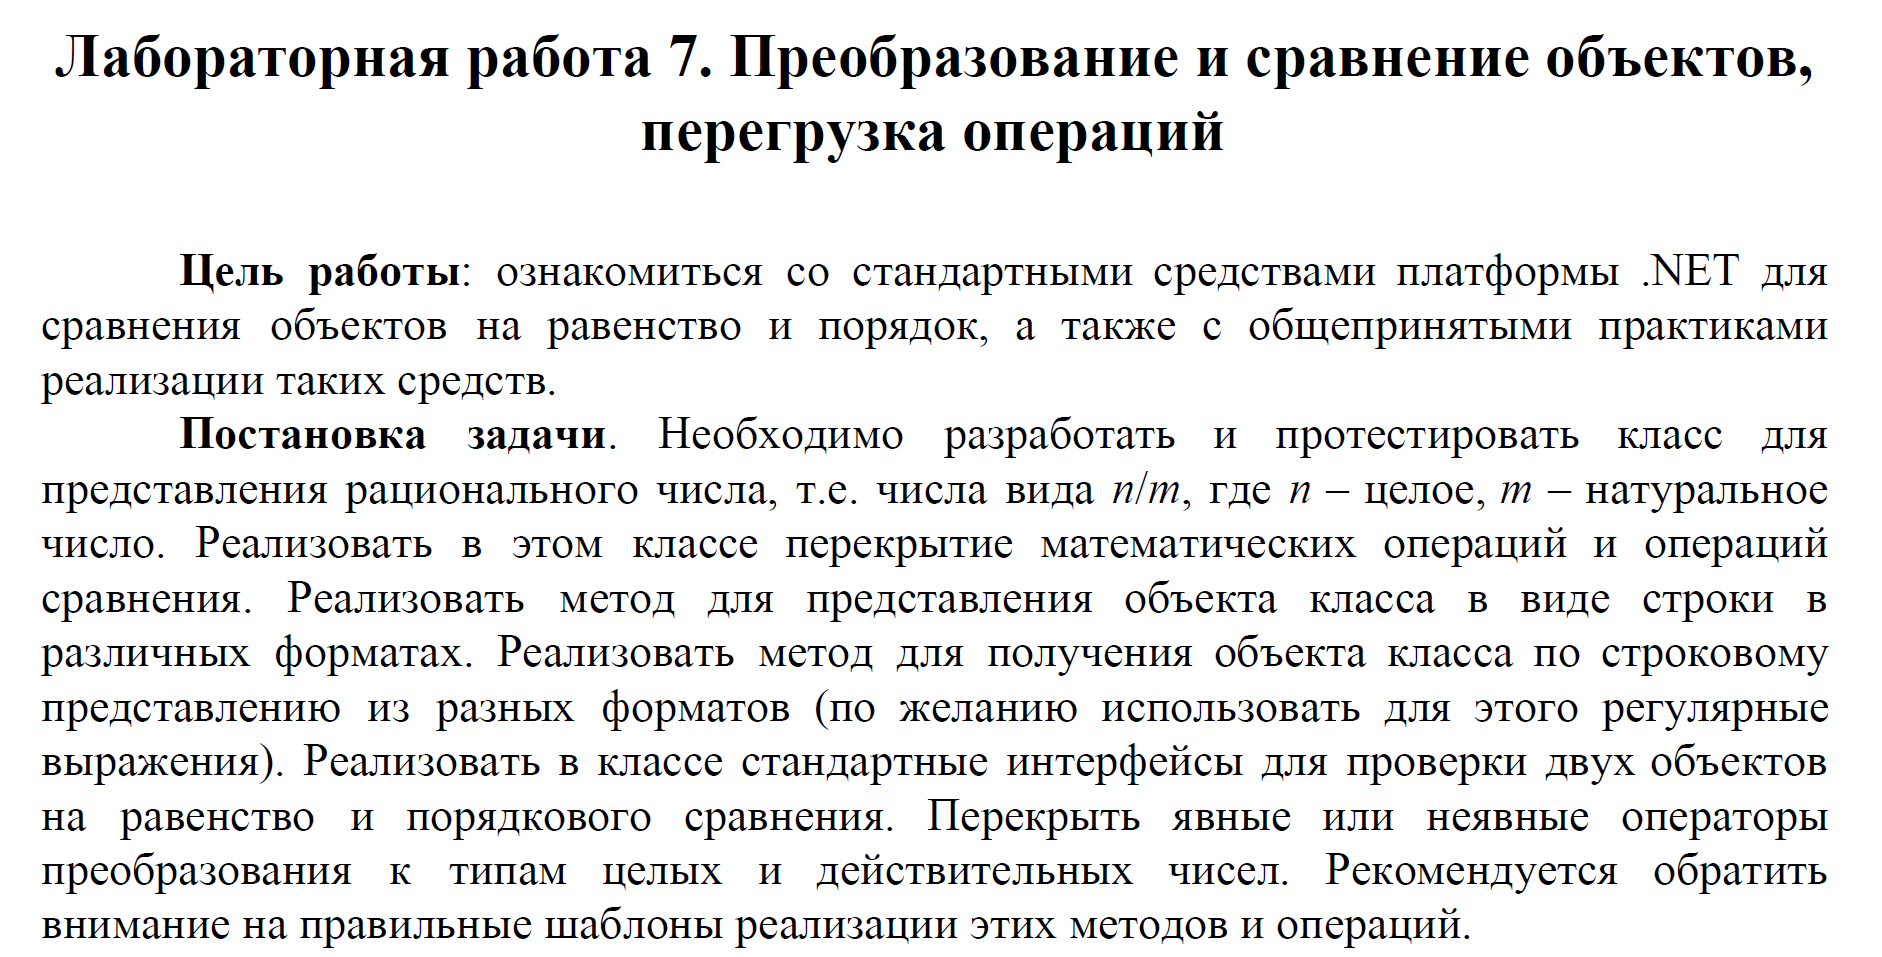 Лабораторная работа 7. Преобразование и сравнение объектов,
перегрузка операций
Цель работы: ознакомиться со стандартными средствами платформы .NET для
сравнения объектов на равенство и порядок, а также с общепринятыми практиками
реализации таких средств.
Постановка задачи. Необходимо разработать и протестировать класс для
представления рационального числа, т.е. числа вида n/m, где n – целое, m – натуральное
число. Реализовать в этом классе перекрытие математических операций и операций
сравнения. Реализовать метод для представления объекта класса в виде строки в
различных форматах. Реализовать метод для получения объекта класса по строковому
представлению из разных форматов (по желанию использовать для этого регулярные
выражения). Реализовать в классе стандартные интерфейсы для проверки двух объектов
на равенство и порядкового сравнения. Перекрыть явные или неявные операторы
преобразования к типам целых и действительных чисел. Рекомендуется обратить
внимание на правильные шаблоны реализации этих методов и операций.